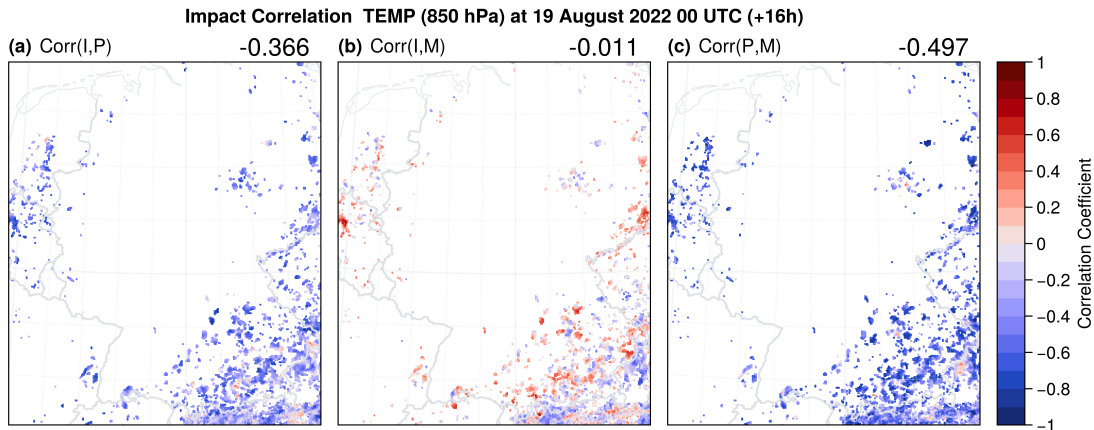 Impact Correlation TEMP (850 hPa) at 19 August 2022 00 UTC (+16h)
(a) Corr(I,P) -0.366
(b) Corr(I,M) -0.011
(c) Corr(P,M) -0.497
1
0.8
0.6
0.4
0.2
0
−0.2
−0.4
−0.6
−0.8
−1
Correlation Coefficient